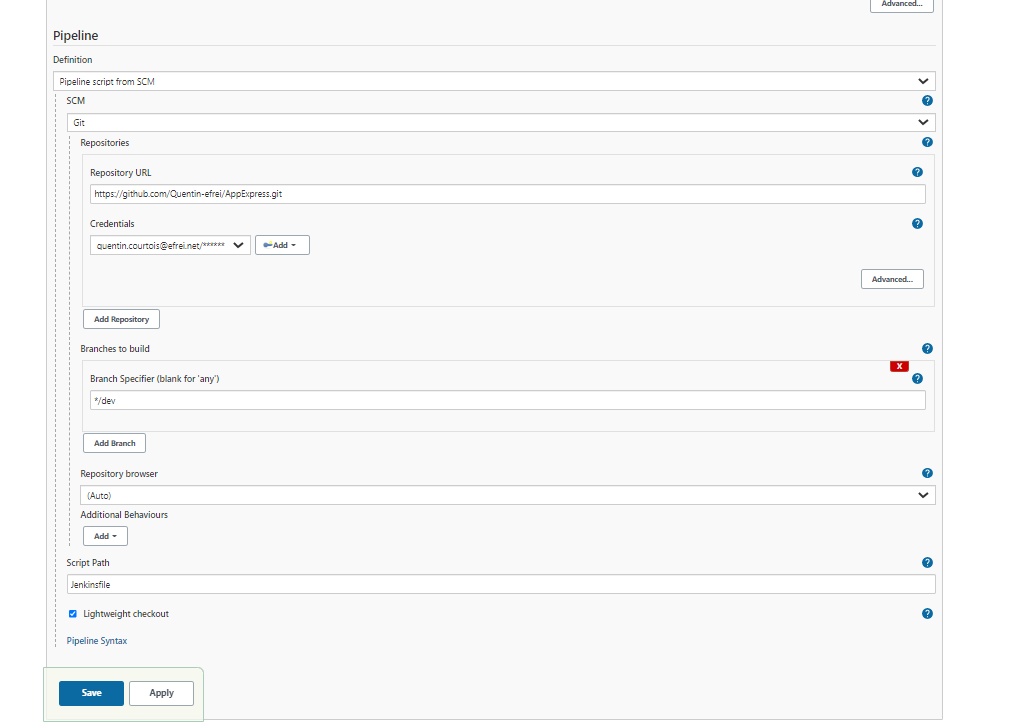 Advanced...
Pipeline
Definition
Pipeline script from SCM
SCM
Git
Repositories
Repository URL
https://github.com/Quentin-efrei/AppExpress.git
Credentials
quentin.courtois@efrei.net/******
Add
Advanced...
Add Repository
Branches to build
X
Branch Specifier (blank for 'any')
*/dev
Add Branch
Repository browser
(Auto)
Additional Behaviours
Add
Script Path
Jenkinsfile
Lightweight checkout
Pipeline Syntax
Save Apply